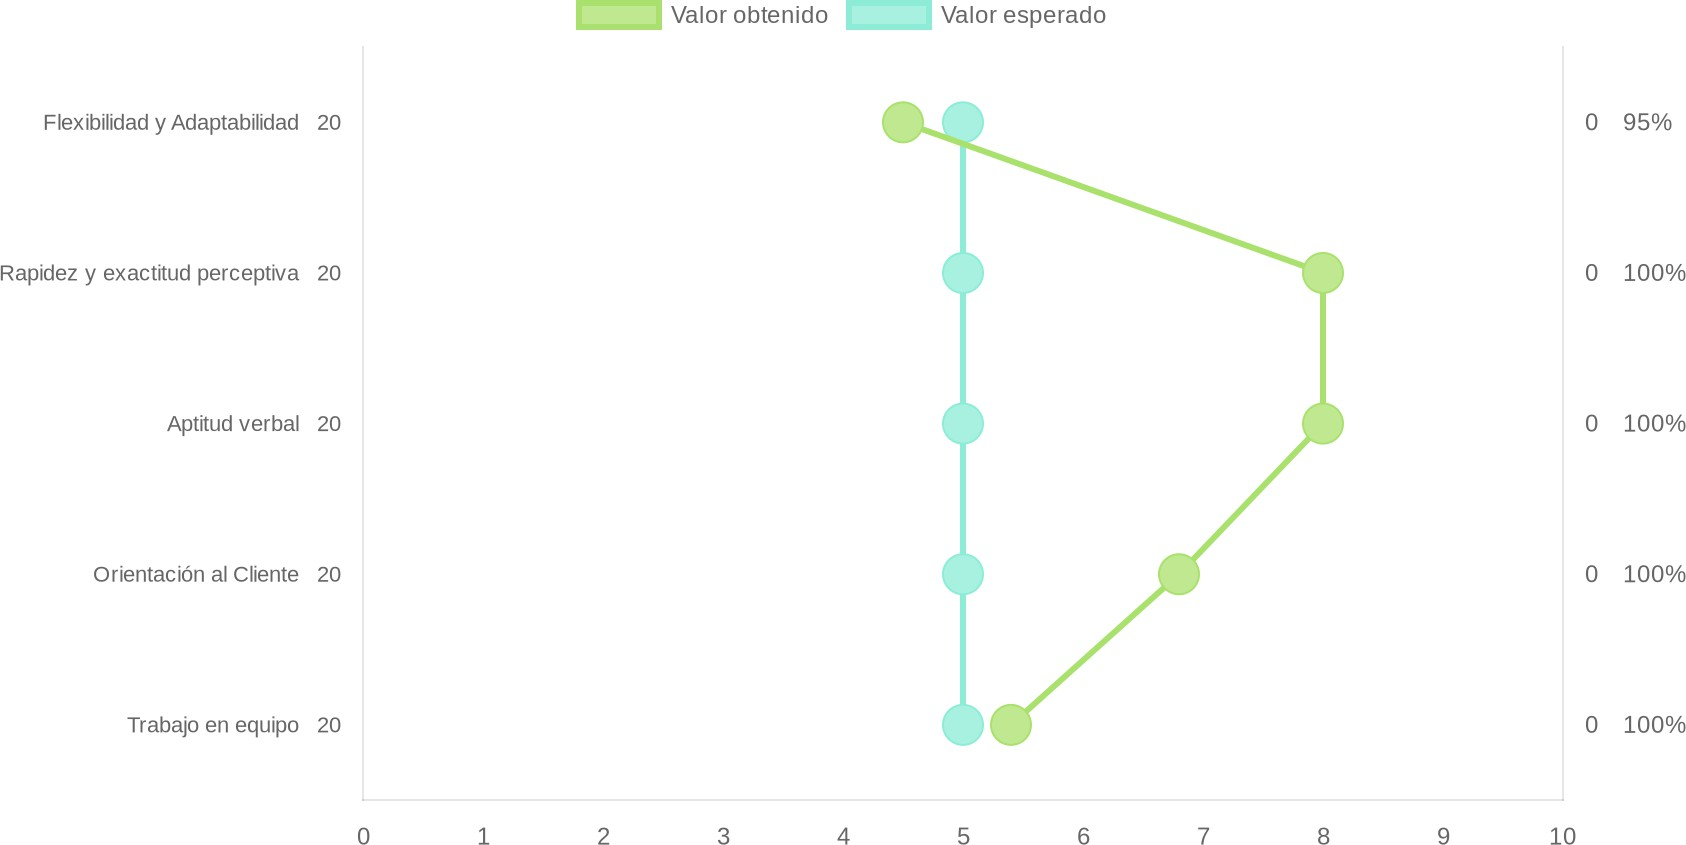 Valor obtenido Valor esperado
Flexibilidad y Adaptabilidad 20 0 95%
Rapidez y exactitud perceptiva 20 0 100%
Aptitud verbal 20 0 100%
Orientación al Cliente 20 0 100%
Trabajo en equipo 20 0 100%
0 1 2 3 4 5 6 7 8 9 10